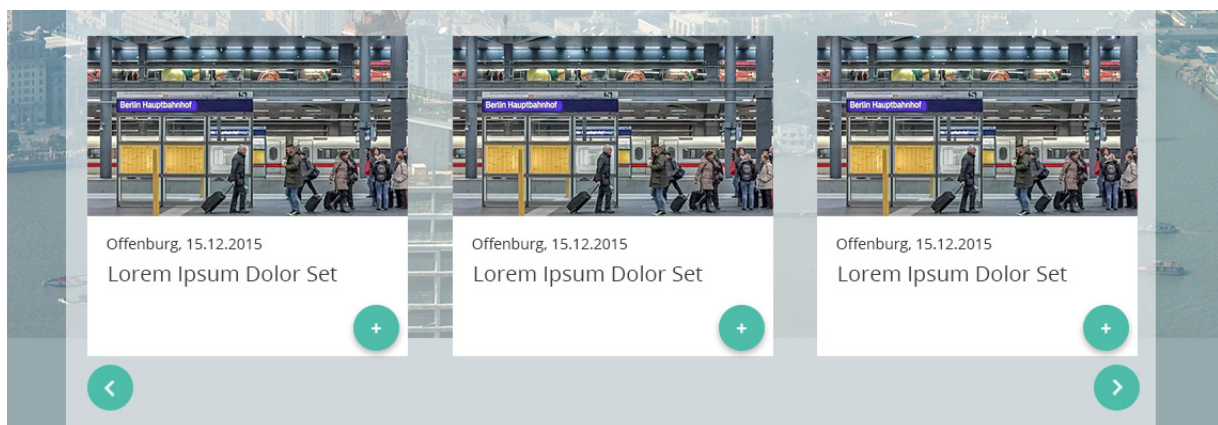 Berlin Hauptbahnhof
Berlin Hauptbahnhof
Berlin Hauptbahnhof
Offenburg, 15.12.2015
Lorem Ipsum Dolor Set
+
Offenburg, 15.12.2015
Lorem Ipsum Dolor Set
+
Offenburg, 15.12.2015
Lorem Ipsum Dolor Set
+